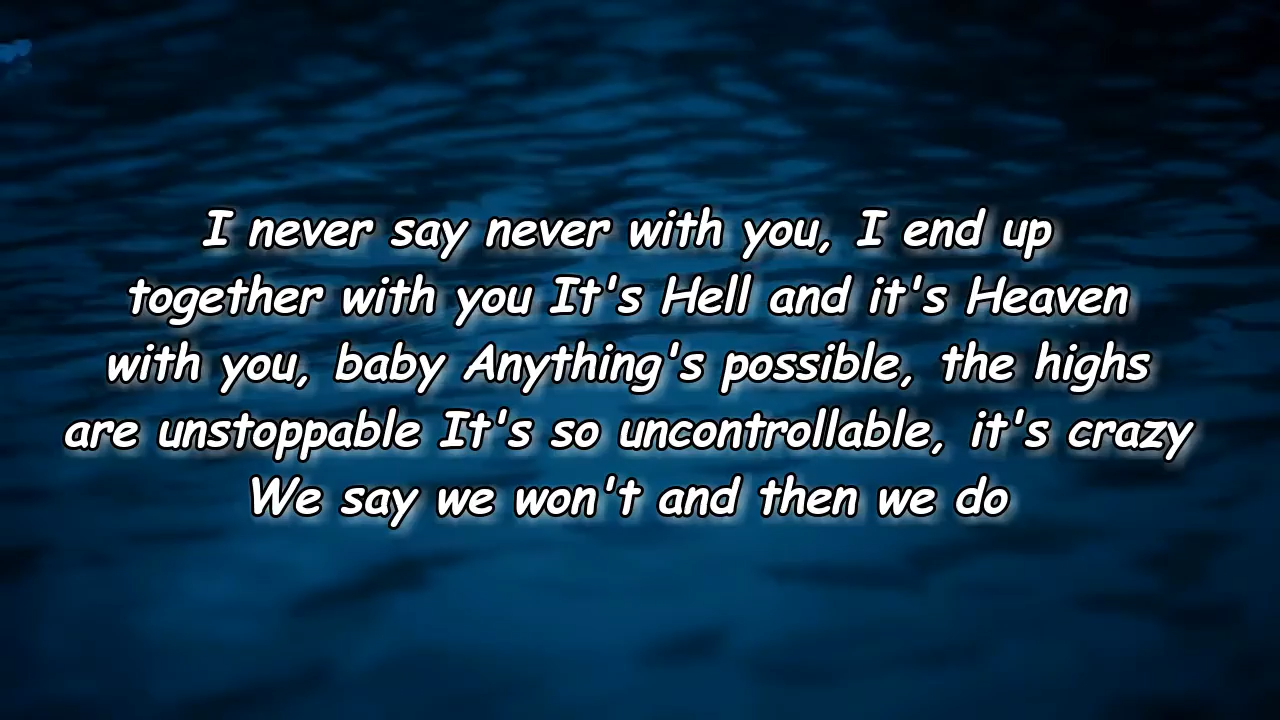 I never say never with you, I end up
together with you It's Hell and it's Heaven
with you, baby Anything's possible, the highs
are unstoppable It's so uncontrollable, it's crazy
We say we won't and then we do